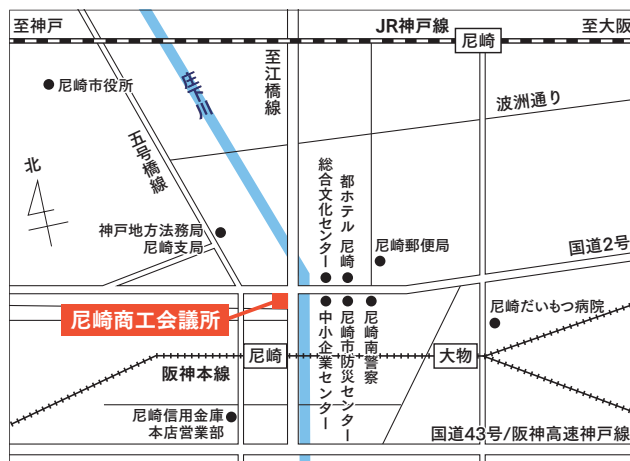 至神戸
JR神戸線
尼崎
至大阪
尼崎市役所
庄下川
至江橋線
波洲通り
五号橋線
北
総合文化センター
都ホテル 尼崎
神戸地方法務局
尼崎支局
尼崎郵便局
国道2号
尼崎商工会議所
中小企業センター
尼崎市防災センター
尼崎南警察
尼崎だいもつ病院
阪神本線
尼崎
大物
尼崎信用金庫
本店営業部
国道43号/阪神高速神戸線